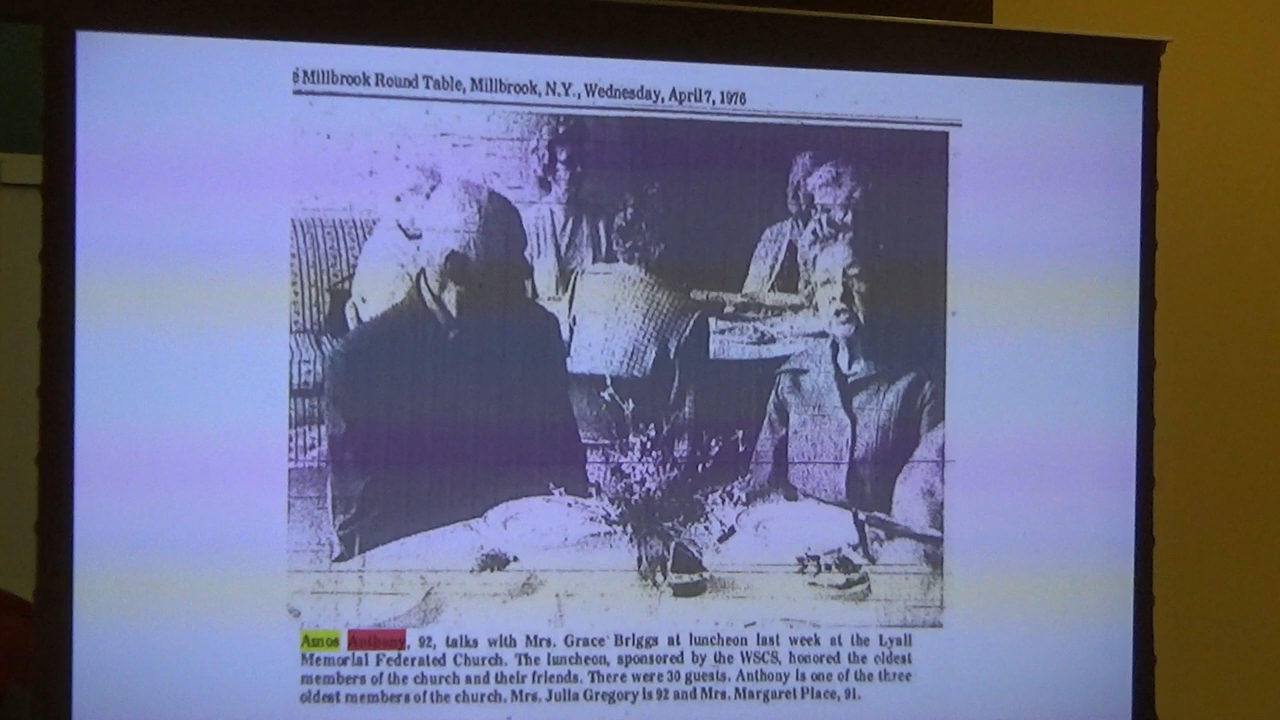 Millbrook Round Table, Millbrook, N.Y., Wednesday, April 7, 1976
Amos Anthony, 92, talks with Mrs. Grace Briggs at luncheon last week at the Lyall
Memorial Federated Church. The luncheon, sponsored by the WSCS, honored the oldest
members of the church and their friends. There were 30 guests. Anthony is one of the three
oldest members of the church. Mrs. Julia Gregory is 92 and Mrs. Margaret Place, 91.